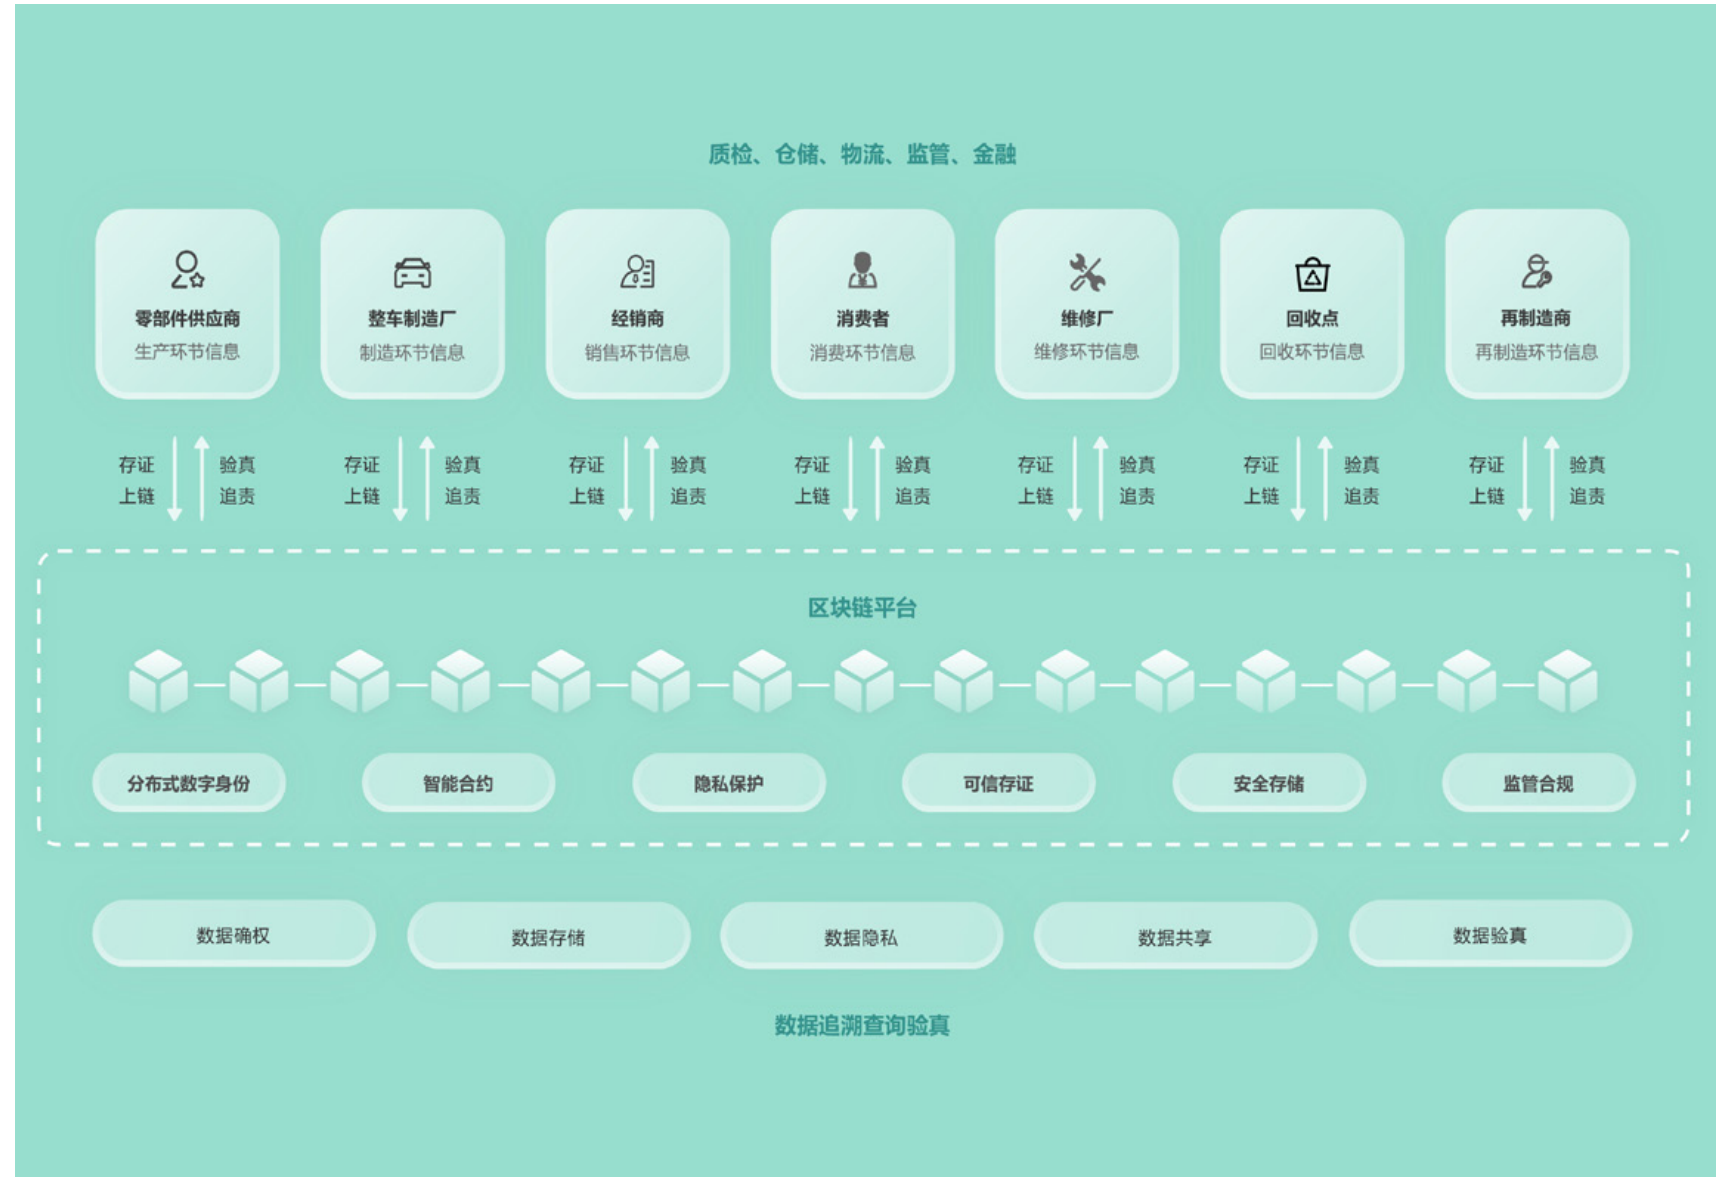 质检、仓储、物流、监管、金融
零部件供应商
生产环节信息
整车制造厂
制造环节信息
经销商
销售环节信息
消费者
消费环节信息
维修厂
维修环节信息
回收点
回收环节信息
再制造商
再制造环节信息
存证
上链
验真
追责
存证
上链
验真
追责
存证
上链
验真
追责
存证
上链
验真
追责
存证
上链
验真
追责
存证
上链
验真
追责
存证
上链
验真
追责
区块链平台
分布式数字身份
智能合约
隐私保护
可信存证
安全存储
监管合规
数据确权
数据存储
数据隐私
数据共享
数据验真
数据追溯查询验真